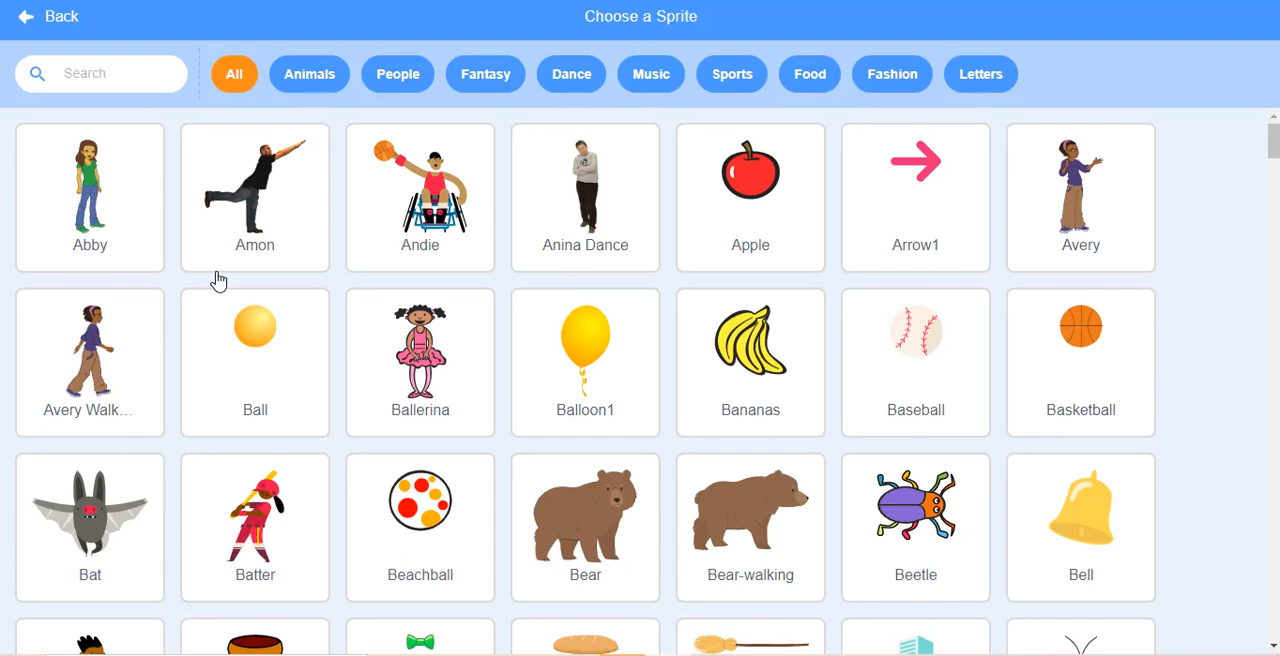 Back
Choose a Sprite
Search
All
Animals
People
Fantasy
Dance
Music
Sports
Food
Fashion
Letters
Abby
Amon
Andie
Anina Dance
Apple
Arrow1
Avery
Avery Walk...
Ball
Ballerina
Balloon1
Bananas
Baseball
Basketball
Bat
Batter
Beachball
Bear
Bear-walking
Beetle
Bell